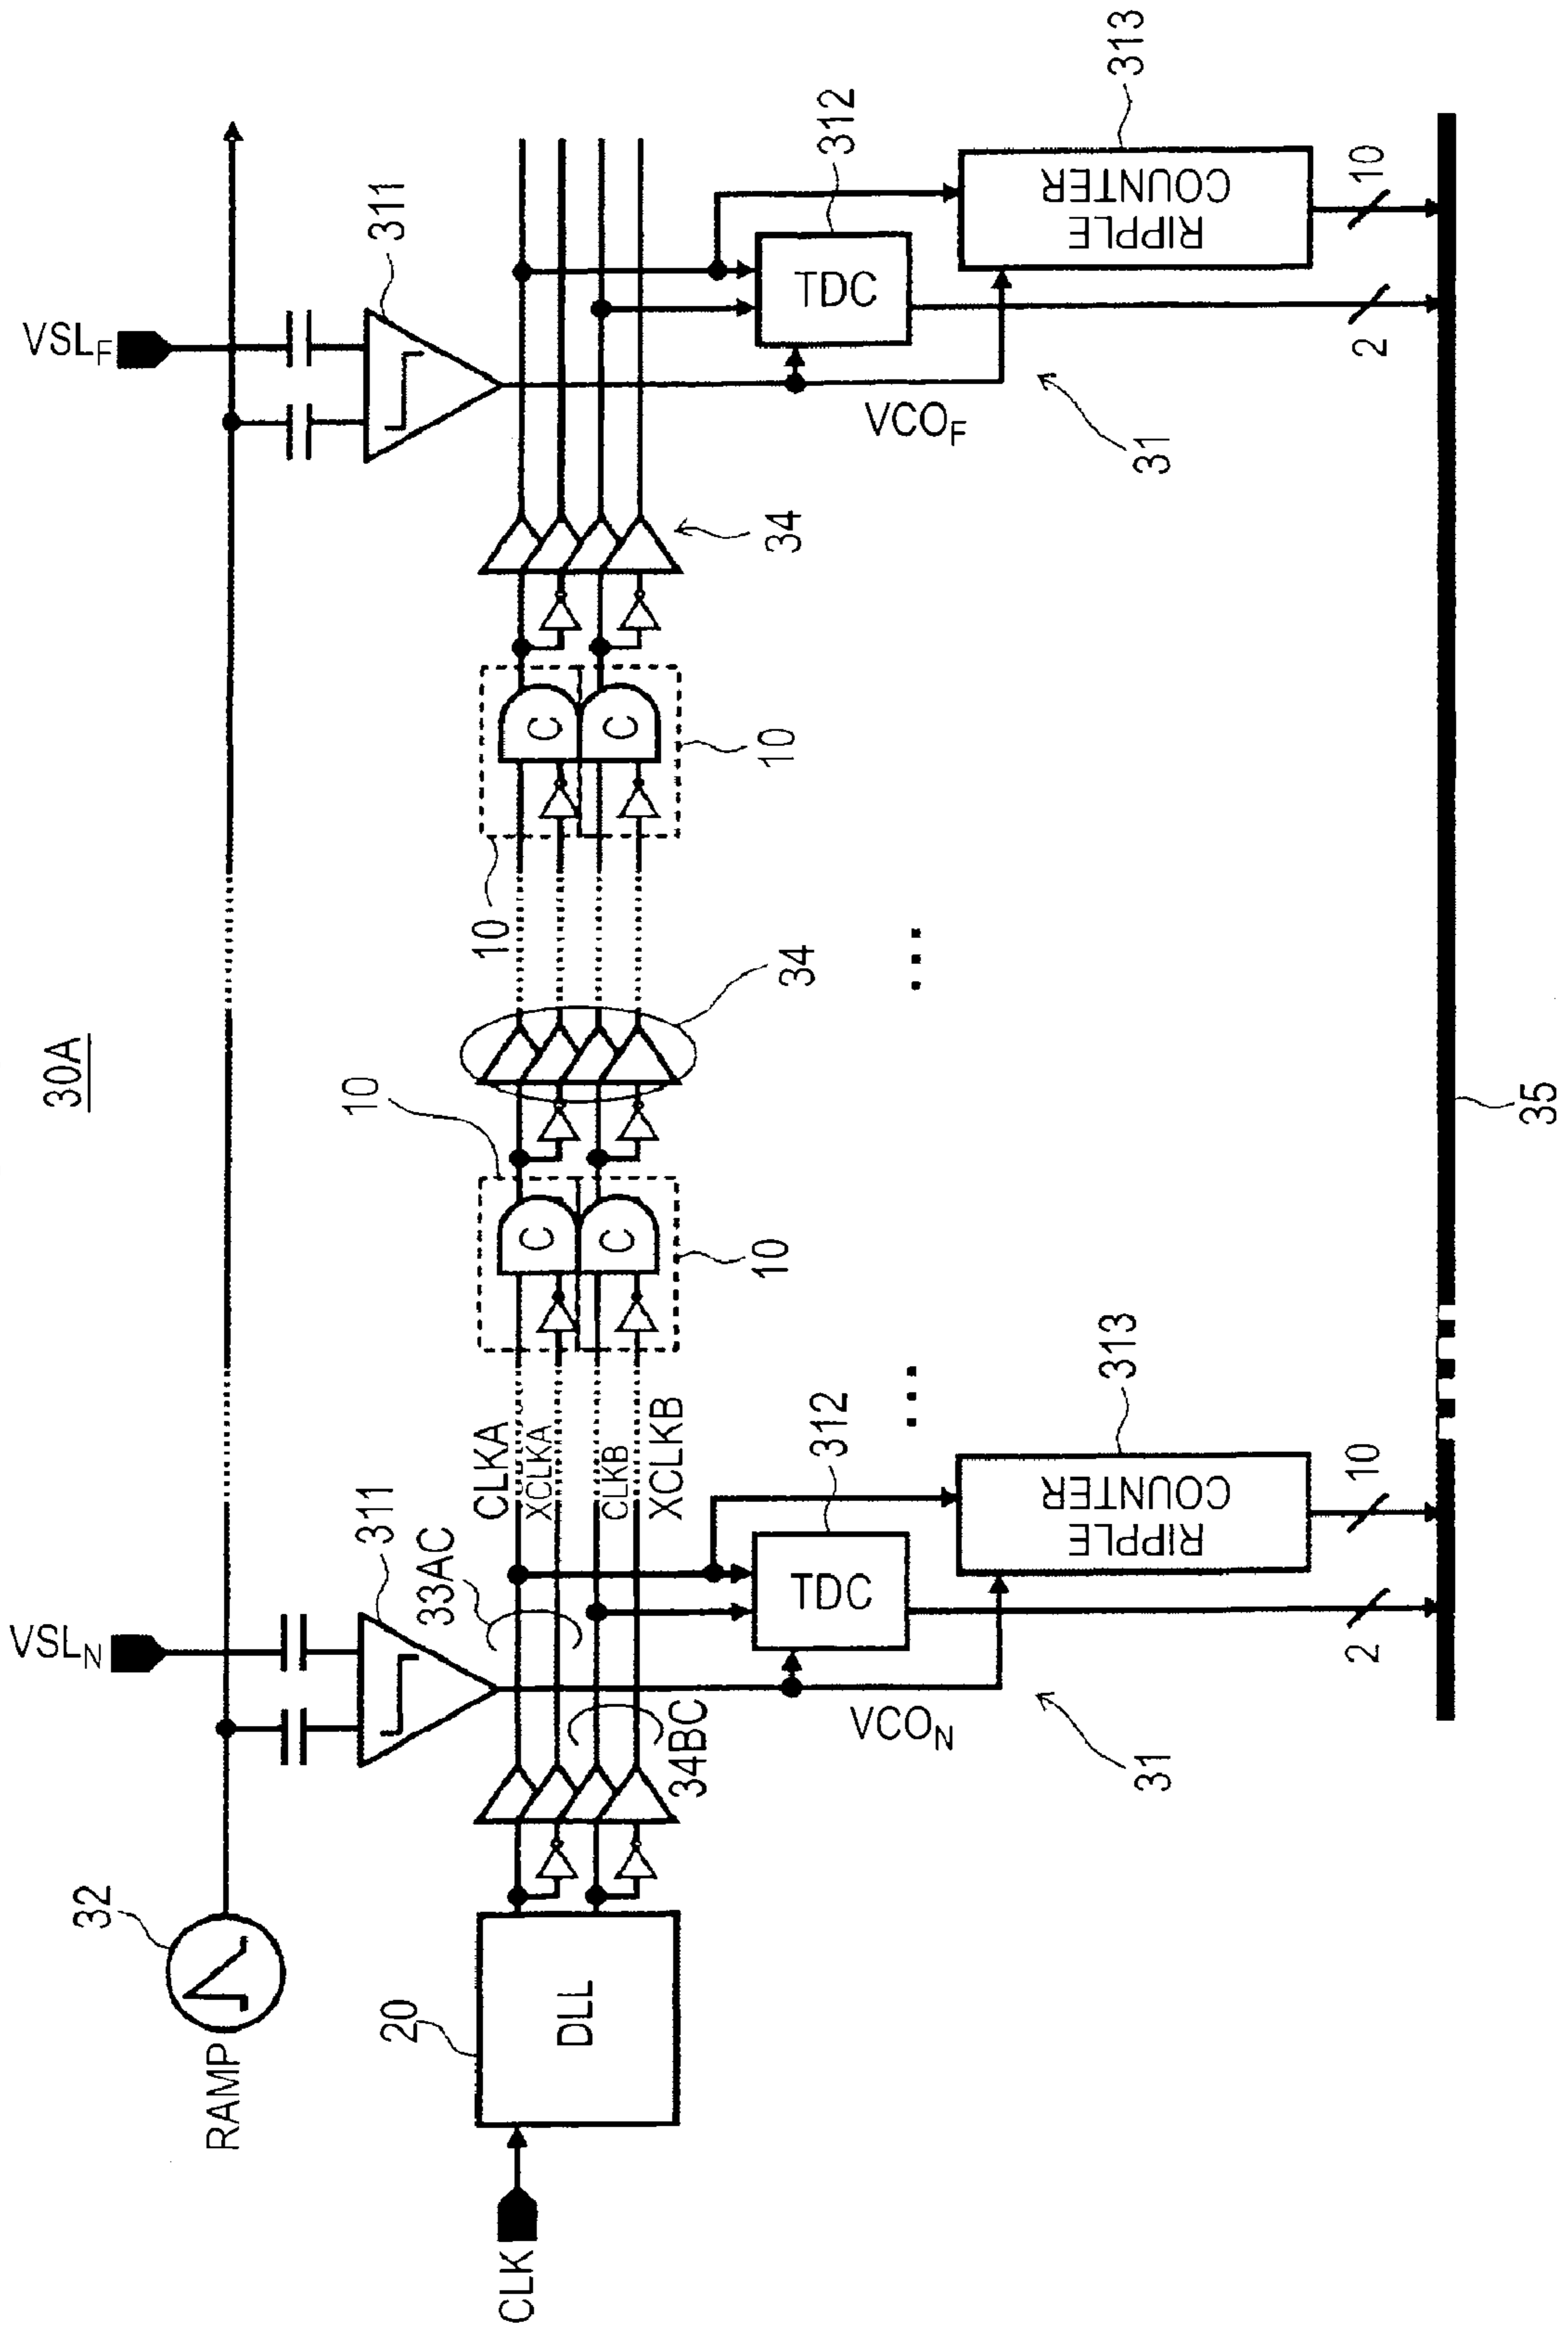 30A
VSL_N
VSL_F
32
RAMP
311
311
CLK
20
DLL
33AC
34BC
CLKA
XCLKA
CLKB
XCLKB
10
C
C
10
34
10
C
C
10
34
VCO_N
VCO_F
312
TDC
312
TDC
31
31
313
RIPPLE
COUNTER
313
RIPPLE
COUNTER
...
...
2
10
2
10
35